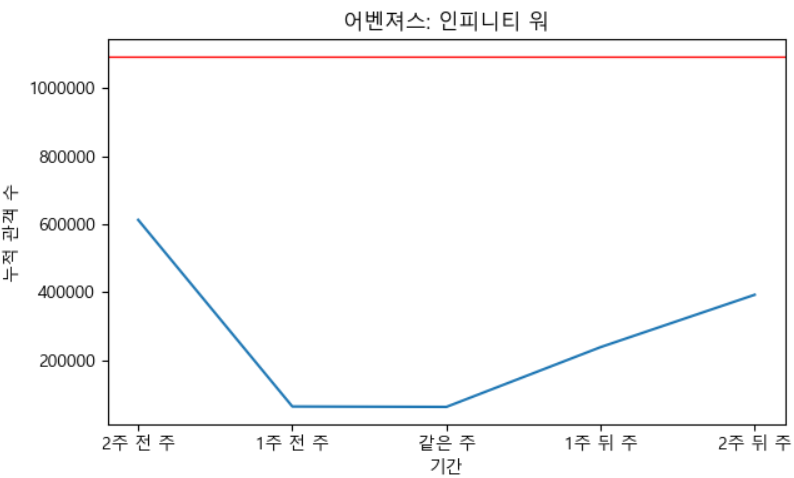 어벤져스: 인피니티 워
누적 관객 수
1000000
800000
600000
400000
200000
2주 전 주
1주 전 주
같은 주
1주 뒤 주
2주 뒤 주
기간